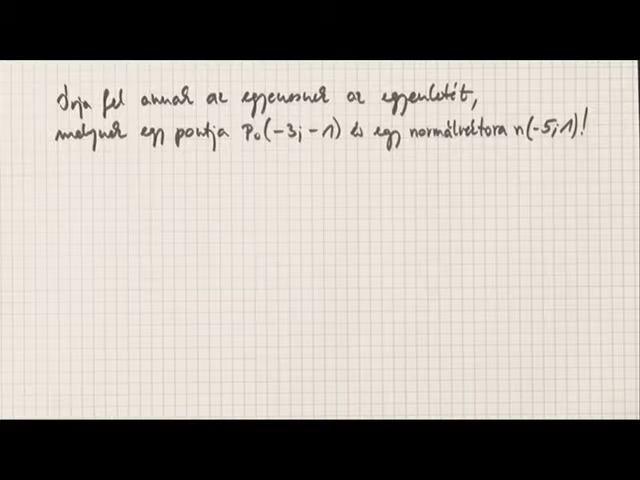 Írja fel annak az egyenesnek az egyenletét,
melynek egy pontja P₀(-3; -1) és egy normálvektora n(-5; 1)!